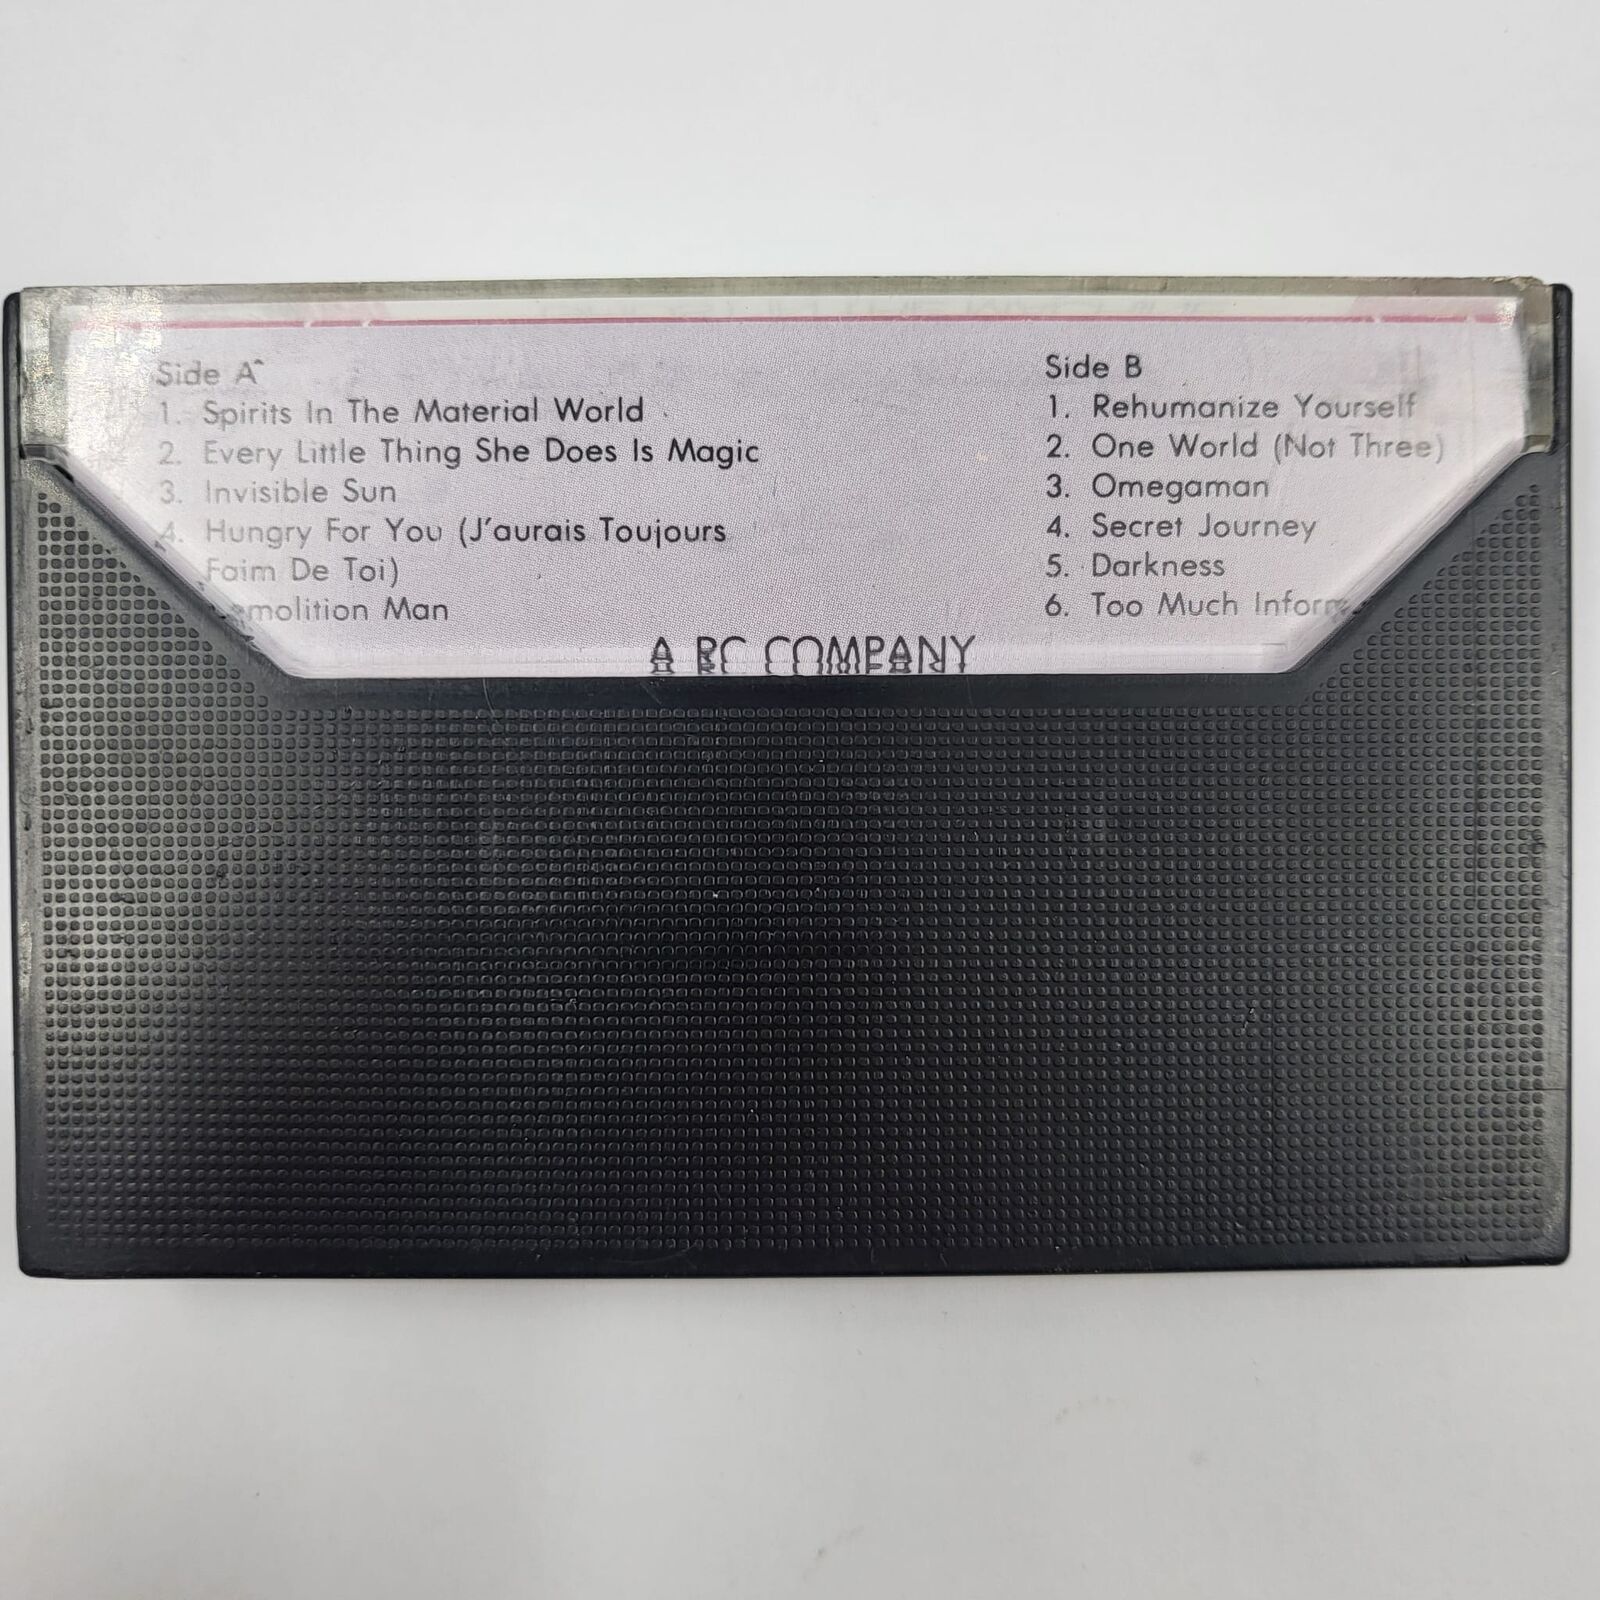 Side A
1. Spirits In The Material World
2. Every Little Thing She Does Is Magic
3. Invisible Sun
4. Hungry For You (J'aurais Toujours
Faim De Toi)
Man
Side B
1. Rehumanize Yourself
2. One World (Not Three)
3. Omegaman
4. Secret Journey
5. Darkness
6. Too Much
A RC COMPANY